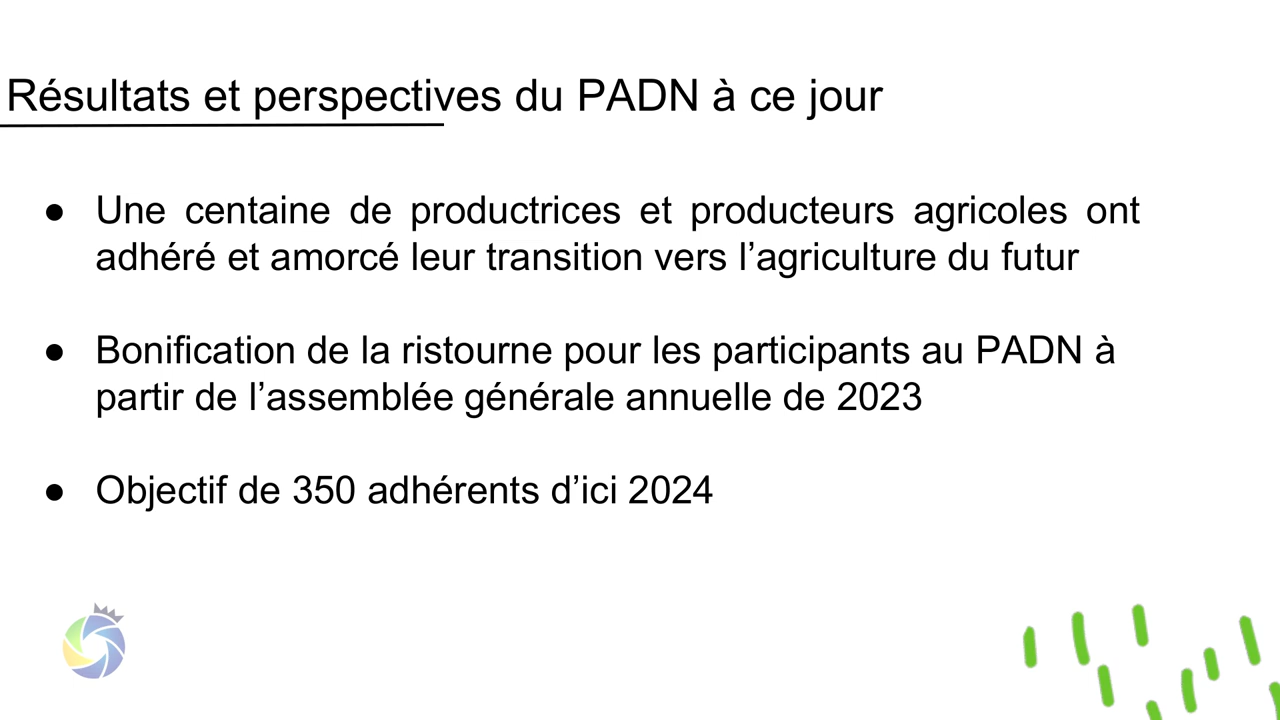 Résultats et perspectives du PADN à ce jour
● Une centaine de productrices et producteurs agricoles ont
adhéré et amorcé leur transition vers l’agriculture du futur
● Bonification de la ristourne pour les participants au PADN à
partir de l’assemblée générale annuelle de 2023
● Objectif de 350 adhérents d’ici 2024